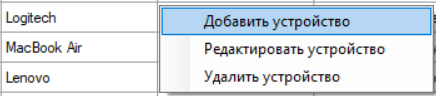 Logitech
Добавить устройство
MacBook Air
Редактировать устройство
Lenovo
Удалить устройство